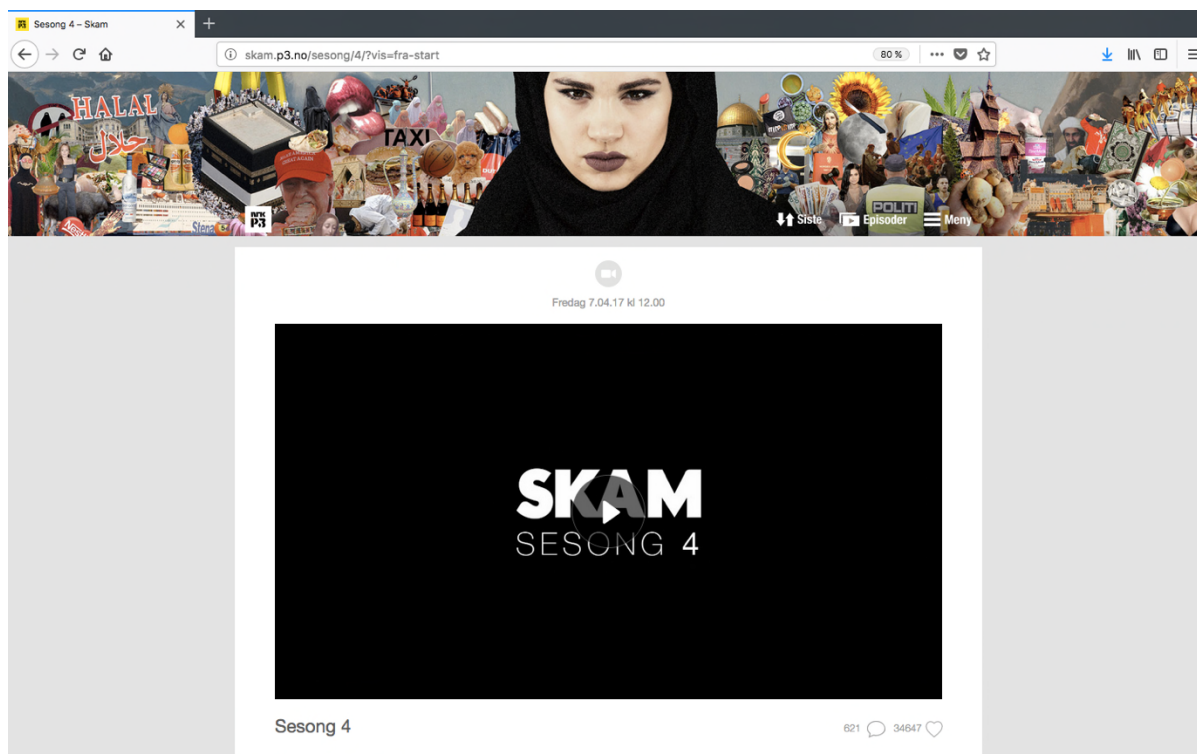 Sesong 4 – Skam
skam.p3.no/sesong/4/?vis=fra-start
80 %
HALAL
حلال
TAXI
POLITI
NRK
P3
Siste
Episoder
Meny
Fredag 7.04.17 kl 12.00
SKAM
SESONG 4
Sesong 4
621
34647